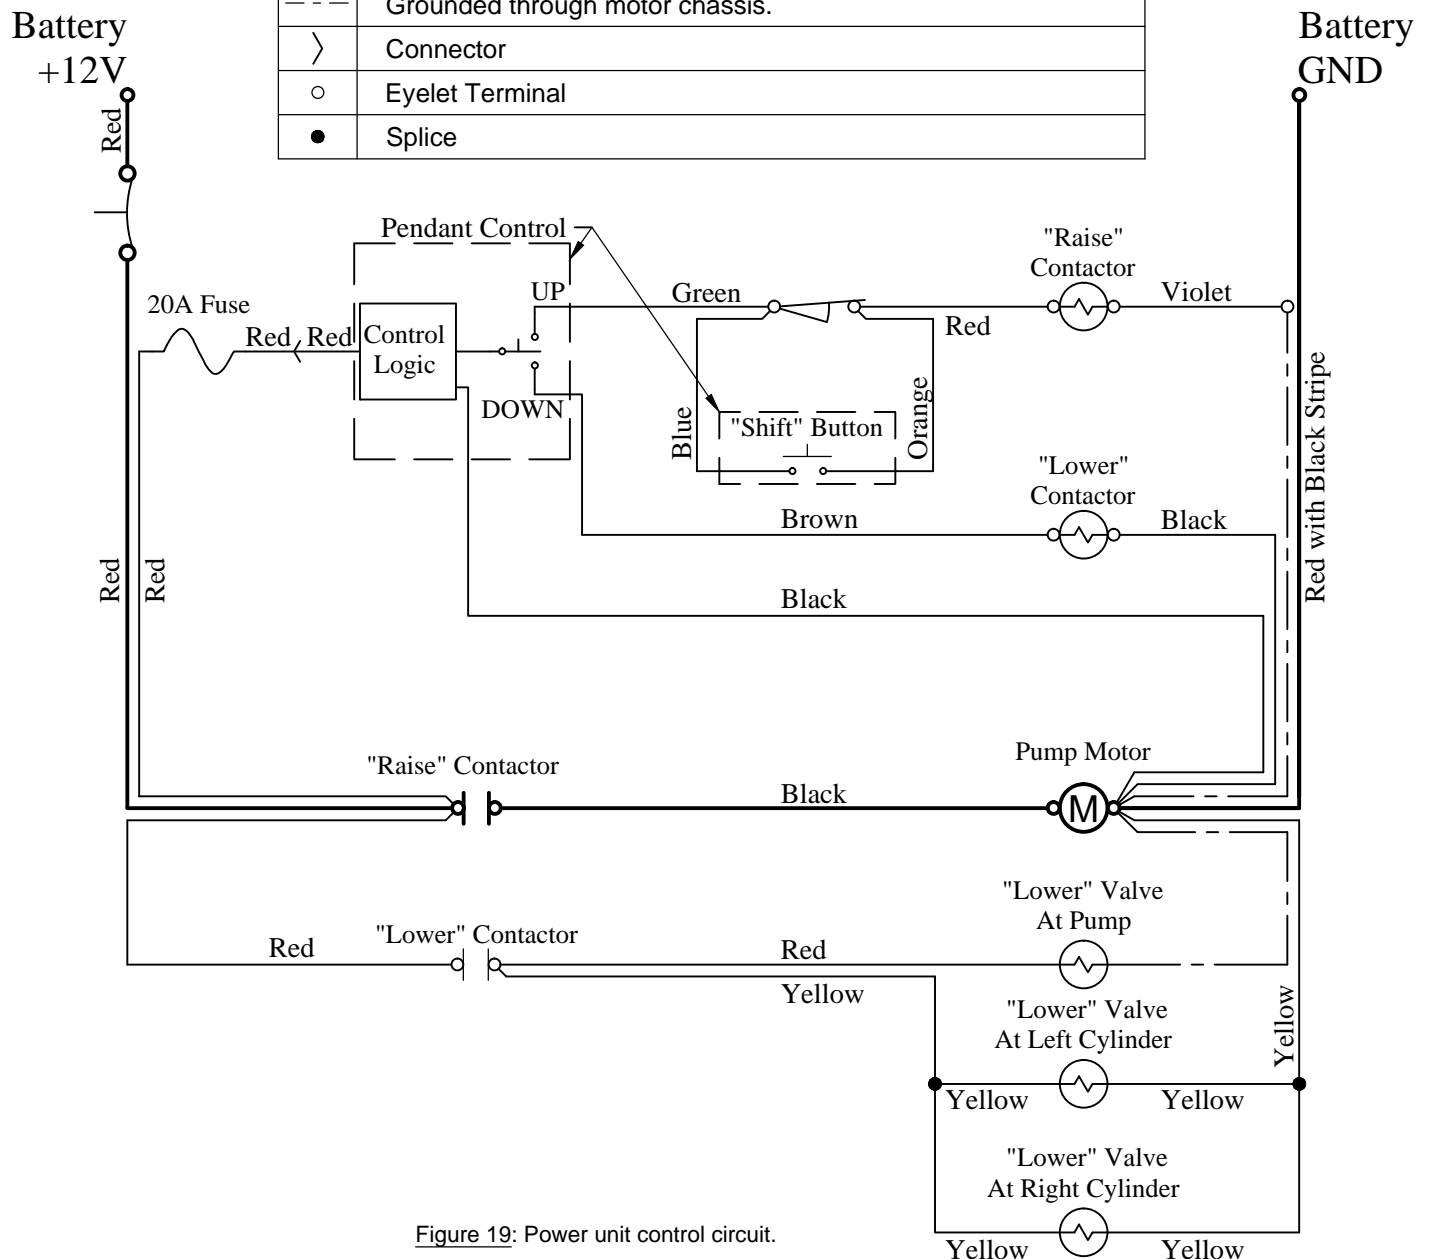 Grounded through motor chassis.
Connector
Eyelet Terminal
Splice
Battery
+12V
Battery
GND
Red
Pendant Control
"Raise"
Contactor
UP
Green
Violet
20A Fuse
Red
Red
Control
Logic
Red
DOWN
Blue
"Shift" Button
Orange
Red with Black Stripe
"Lower"
Contactor
Brown
Black
Red
Red
Black
"Raise" Contactor
Black
Pump Motor
M
"Lower" Valve
At Pump
Red
"Lower" Contactor
Red
Yellow
"Lower" Valve
At Left Cylinder
Yellow
Yellow
Yellow
"Lower" Valve
At Right Cylinder
Yellow
Yellow
Figure 19: Power unit control circuit.